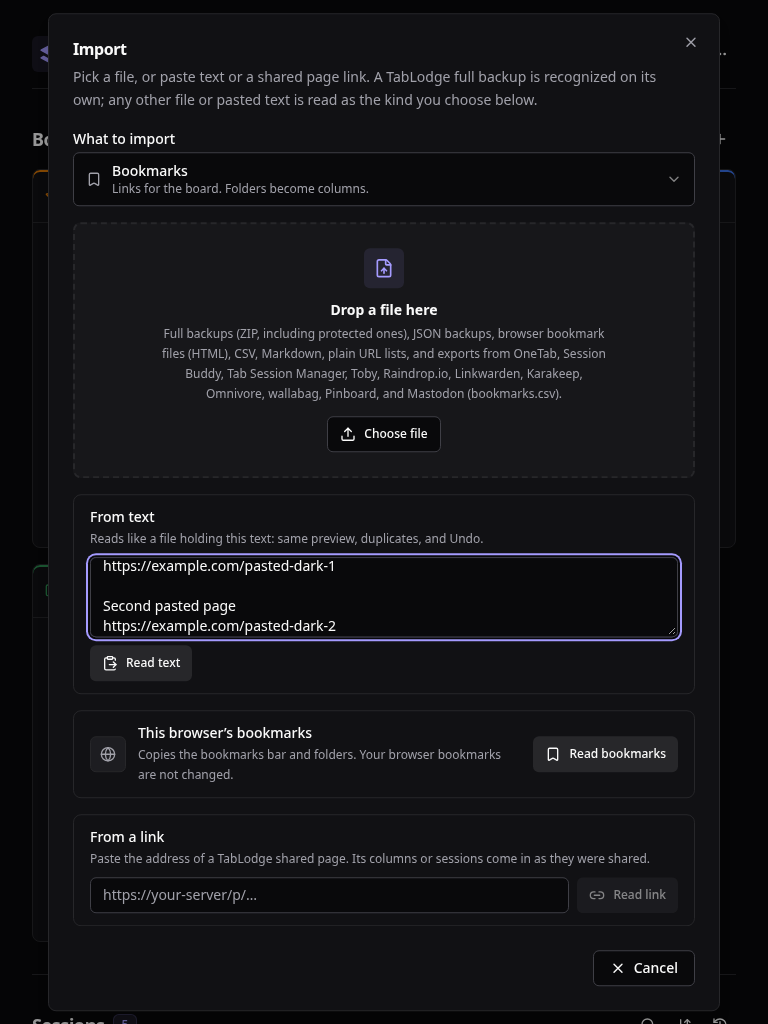 Import
Pick a file, or paste text or a shared page link. A TabLodge full backup is recognized on its
own; any other file or pasted text is read as the kind you choose below.
What to import
Bookmarks
Links for the board. Folders become columns.
Drop a file here
Full backups (ZIP, including protected ones), JSON backups, browser bookmark
files (HTML), CSV, Markdown, plain URL lists, and exports from OneTab, Session
Buddy, Tab Session Manager, Toby, Raindrop.io, Linkwarden, Karakeep,
Omnivore, wallabag, Pinboard, and Mastodon (bookmarks.csv).
Choose file
From text
Reads like a file holding this text: same preview, duplicates, and Undo.
https://example.com/pasted-dark-1
Second pasted page
https://example.com/pasted-dark-2
Read text
This browser’s bookmarks
Copies the bookmarks bar and folders. Your browser bookmarks
are not changed.
Read bookmarks
From a link
Paste the address of a TabLodge shared page. Its columns or sessions come in as they were shared.
https://your-server/p/…
Read link
Cancel
Sessions